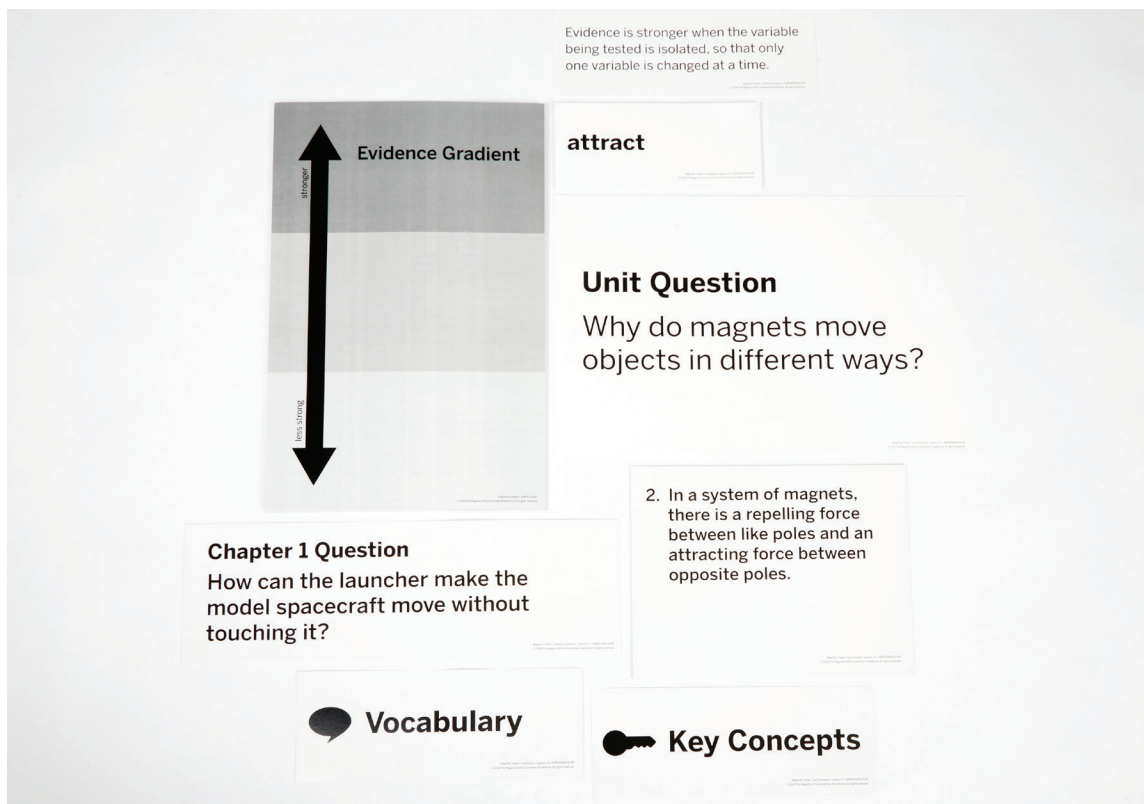 Evidence is stronger when the variable
being tested is isolated, so that only
one variable is changed at a time.
Evidence Gradient
stronger
less strong
attract
Unit Question
Why do magnets move
objects in different ways?
2. In a system of magnets,
there is a repelling force
between like poles and an
attracting force between
opposite poles.
Chapter 1 Question
How can the launcher make the
model spacecraft move without
touching it?
Vocabulary
Key Concepts